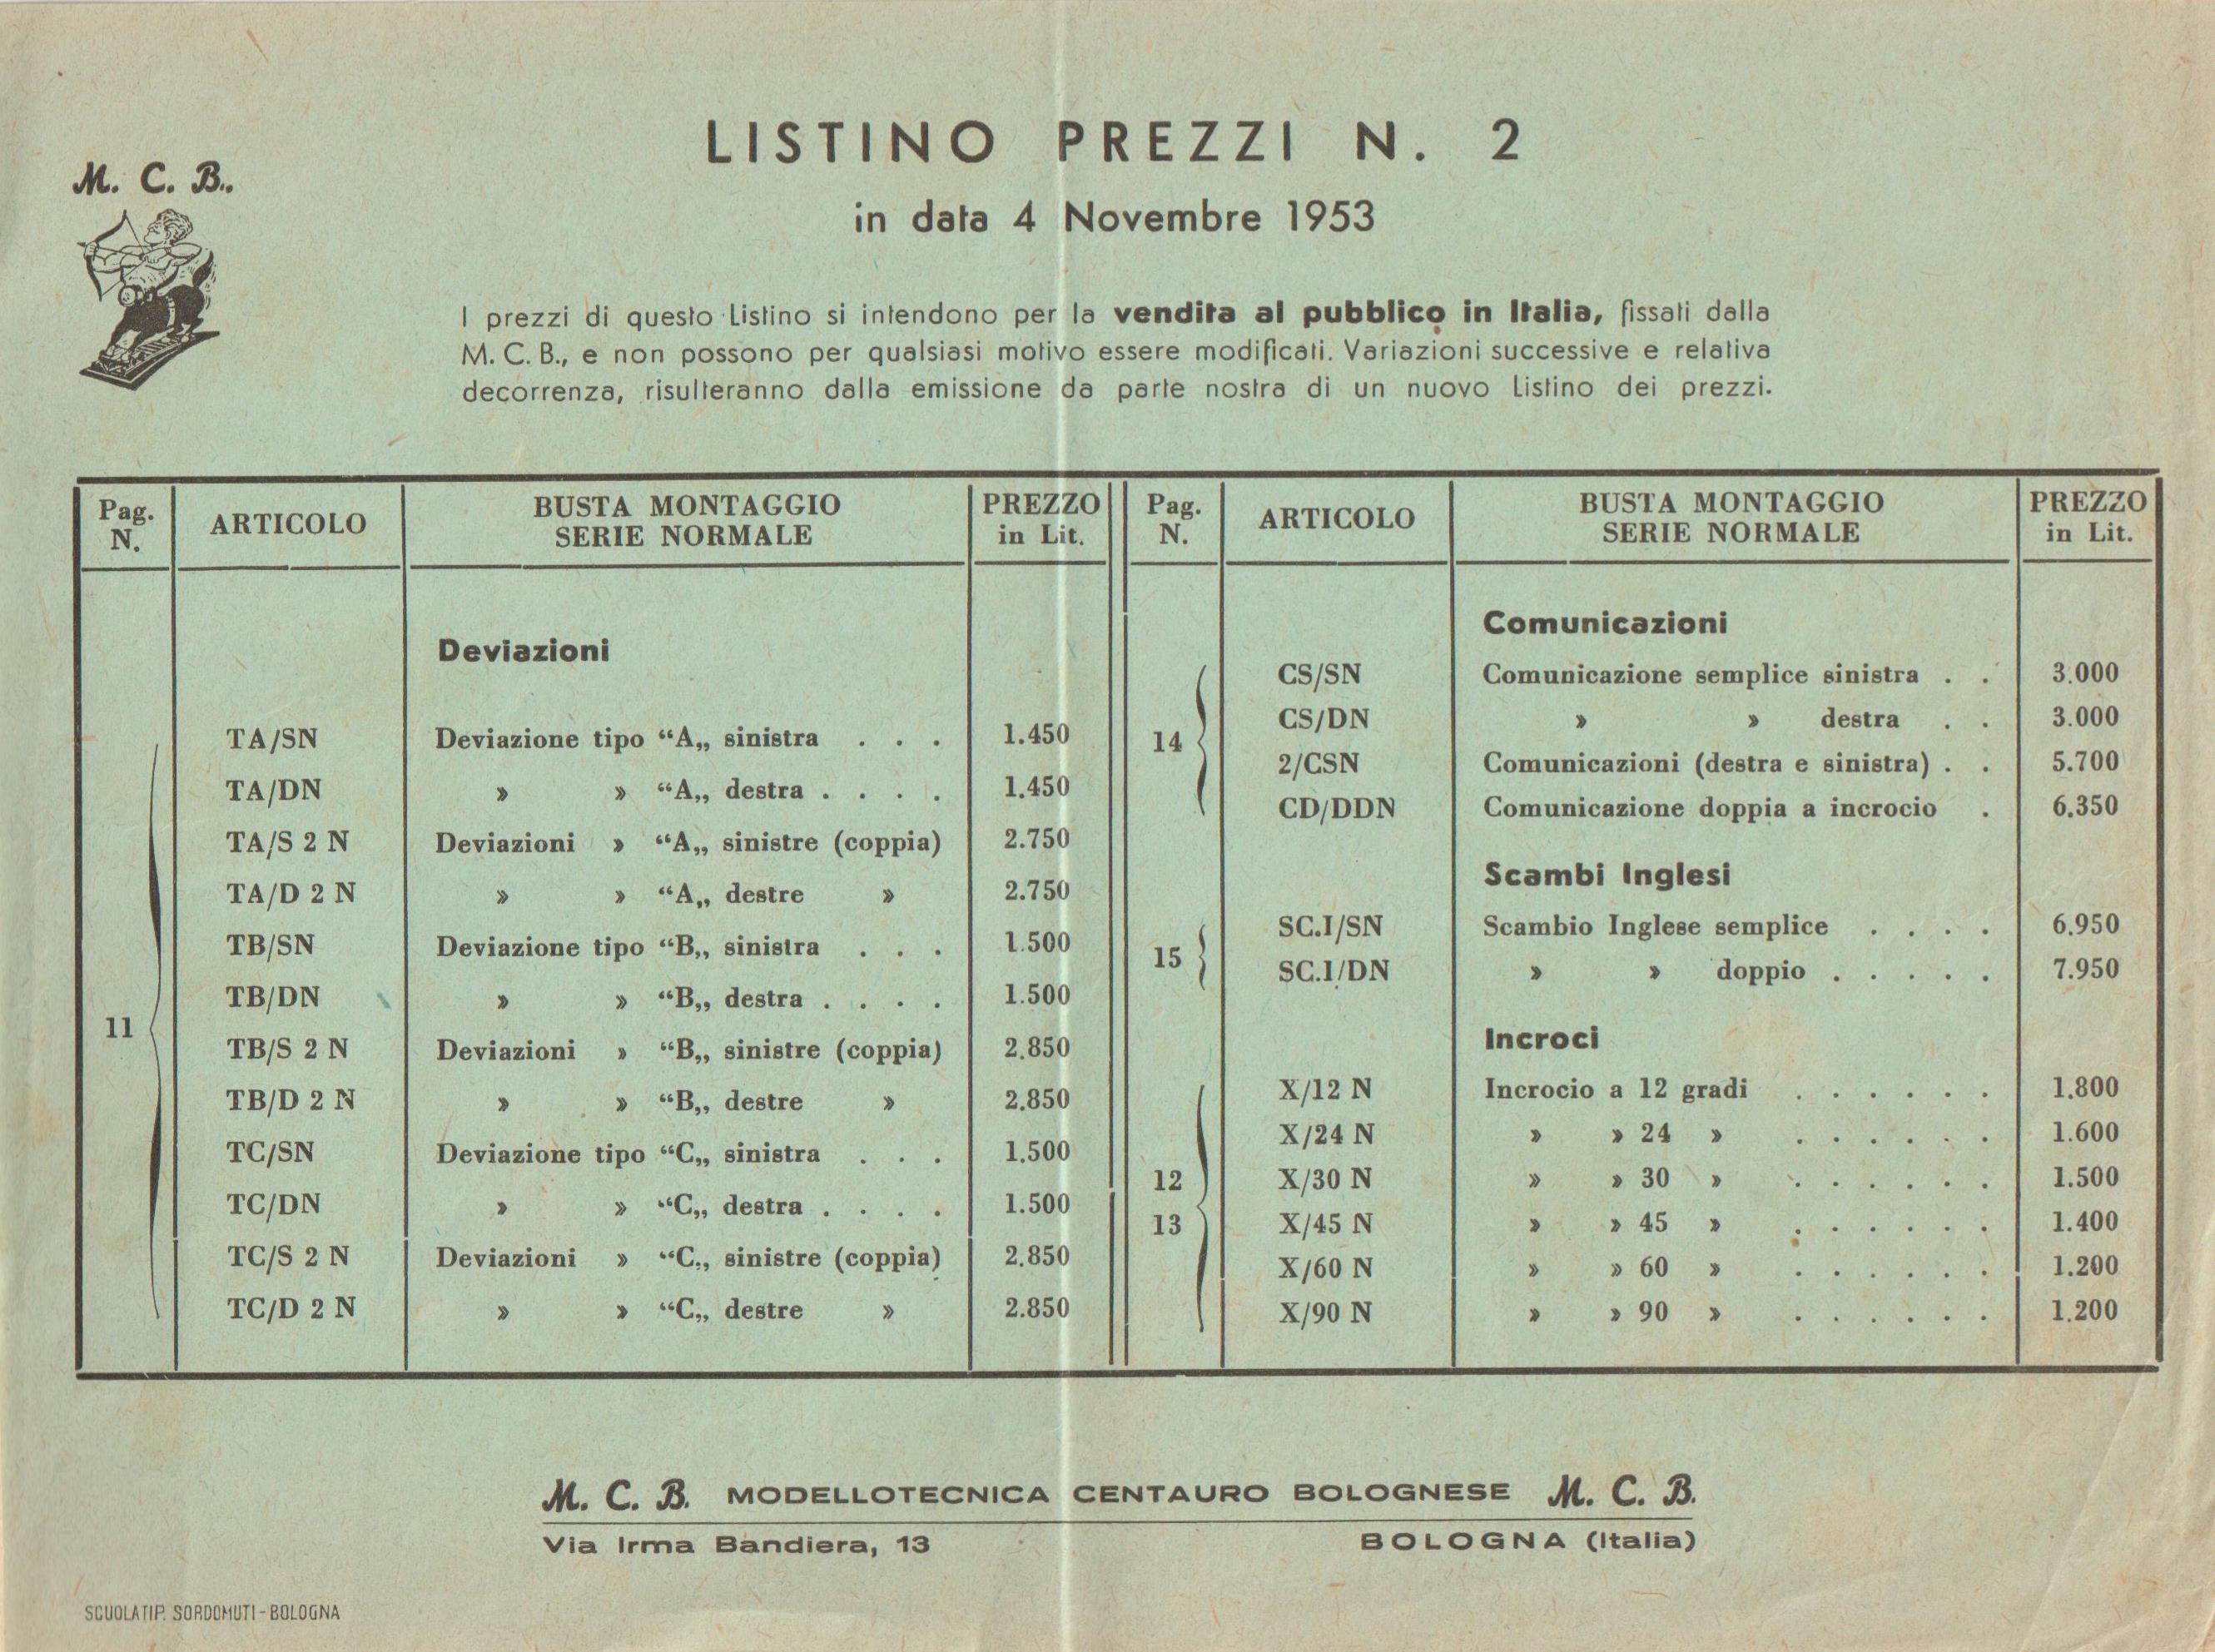 LISTINO PREZZI N. 2
in data 4 Novembre 1953
M. C. B.
I prezzi di questo Listino si intendono per la vendita al pubblico in Italia, fissati dalla
M. C. B., e non possono per qualsiasi motivo essere modificati. Variazioni successive e relativa
decorrenza, risulteranno dalla emissione da parte nostra di un nuovo Listino dei prezzi.
Pag. N. ARTICOLO BUSTA MONTAGGIO SERIE NORMALE PREZZO in Lit.
Deviazioni
11
TA/SN Deviazione tipo “A„ sinistra . . . 1.450
TA/DN » » “A„ destra . . . . 1.450
TA/S 2 N Deviazioni » “A„ sinistre (coppia) 2.750
TA/D 2 N » » “A„ destre » 2.750
TB/SN Deviazione tipo “B„ sinistra . . . 1.500
TB/DN » » “B„ destra . . . . 1.500
TB/S 2 N Deviazioni » “B„ sinistre (coppia) 2.850
TB/D 2 N » » “B„ destre » 2.850
TC/SN Deviazione tipo “C„ sinistra . . . 1.500
TC/DN » » “C„ destra . . . . 1.500
TC/S 2 N Deviazioni » “C„ sinistre (coppia) 2.850
TC/D 2 N » » “C„ destre » 2.850
Pag. N. ARTICOLO BUSTA MONTAGGIO SERIE NORMALE PREZZO in Lit.
Comunicazioni
14
CS/SN Comunicazione semplice sinistra . . 3.000
CS/DN » » destra . . 3.000
2/CSN Comunicazioni (destra e sinistra) . . 5.700
CD/DDN Comunicazione doppia a incrocio . 6.350
Scambi Inglesi
15
SC.I/SN Scambio Inglese semplice . . . . 6.950
SC.I/DN » » doppio . . . . . 7.950
Incroci
12
13
X/12 N Incrocio a 12 gradi . . . . . . 1.800
X/24 N » » 24 » . . . . . . 1.600
X/30 N » » 30 » . . . . . . 1.500
X/45 N » » 45 » . . . . . . 1.400
X/60 N » » 60 » . . . . . . 1.200
X/90 N » » 90 » . . . . . . 1.200
M. C. B. MODELLOTECNICA CENTAURO BOLOGNESE M. C. B.
Via Irma Bandiera, 13 BOLOGNA (Italia)
SCUOLA TIP. SORDOMUTI - BOLOGNA